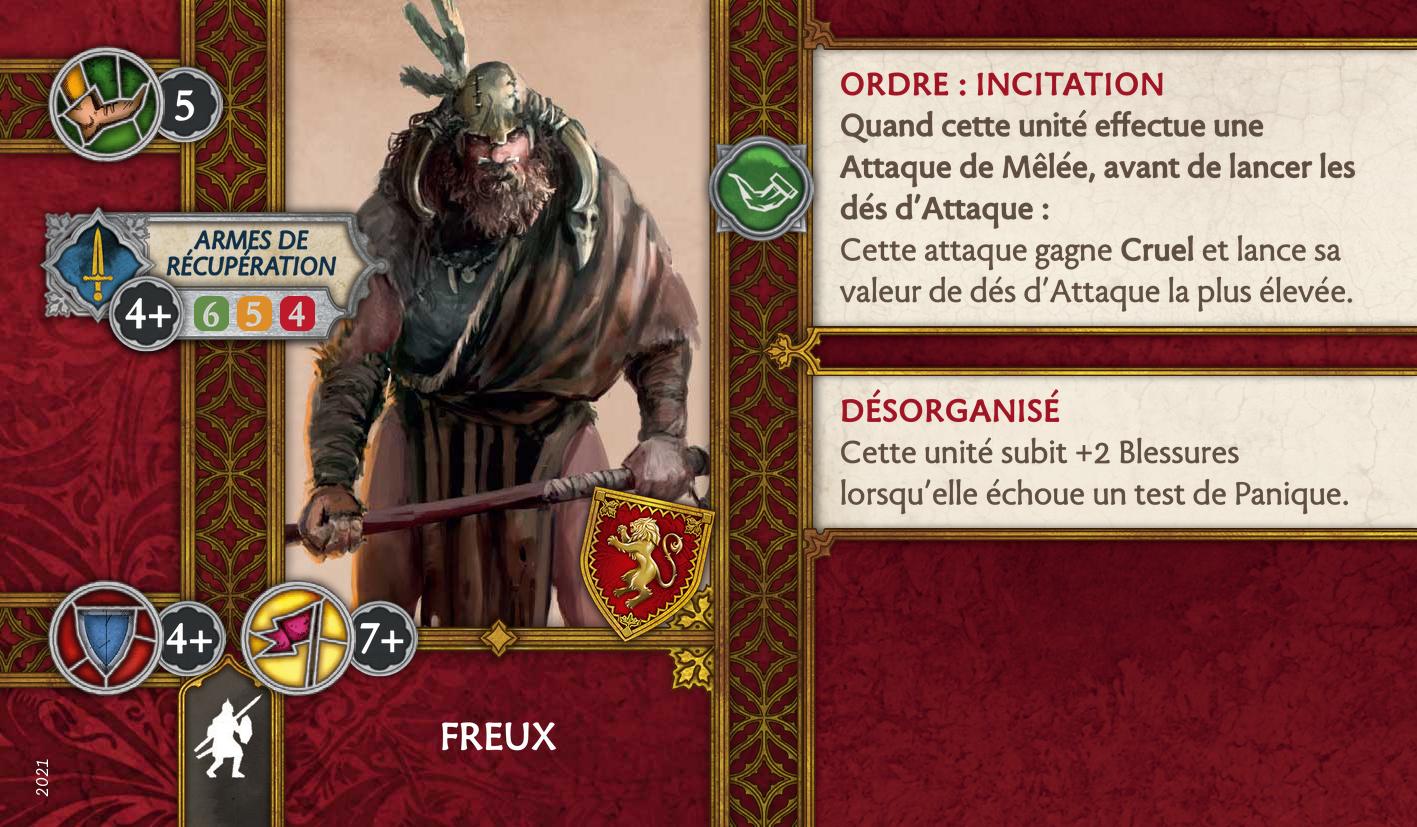 5
ARMES DE
RÉCUPÉRATION
4+ 6 5 4
4+ 7+
FREUX
2021
ORDRE : INCITATION
Quand cette unité effectue une
Attaque de Mêlée, avant de lancer les
dés d’Attaque :
Cette attaque gagne Cruel et lance sa
valeur de dés d’Attaque la plus élevée.
DÉSORGANISÉ
Cette unité subit +2 Blessures
lorsqu’elle échoue un test de Panique.